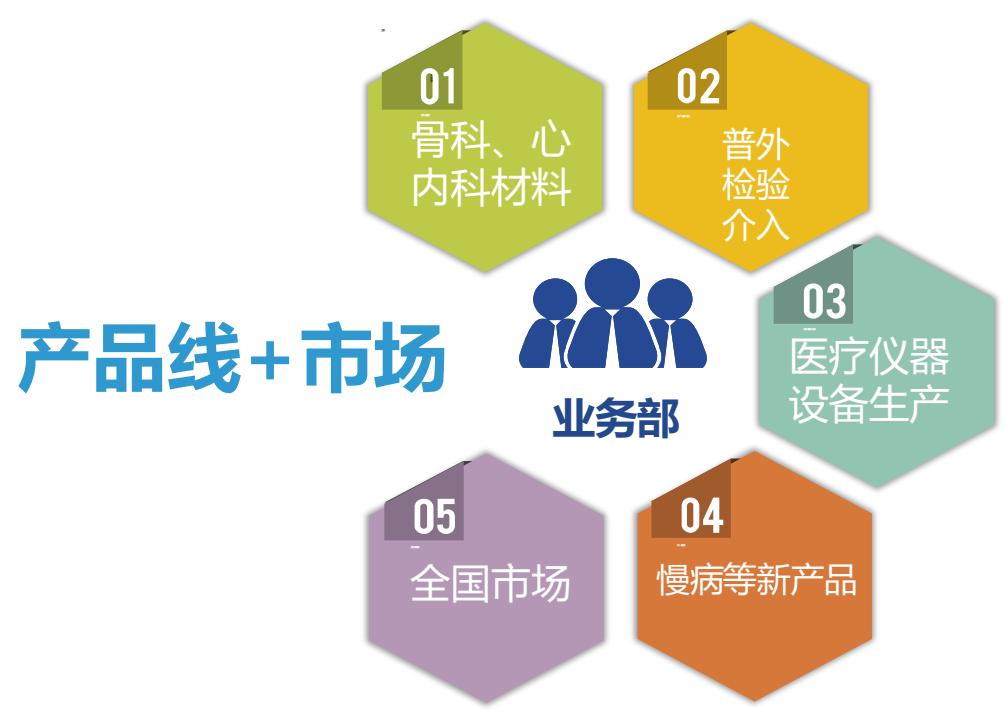 01
骨科、心
内科材料
02
普外
检验
介入
产品线+市场
业务部
03
医疗仪器
设备生产
05
全国市场
04
慢病等新产品